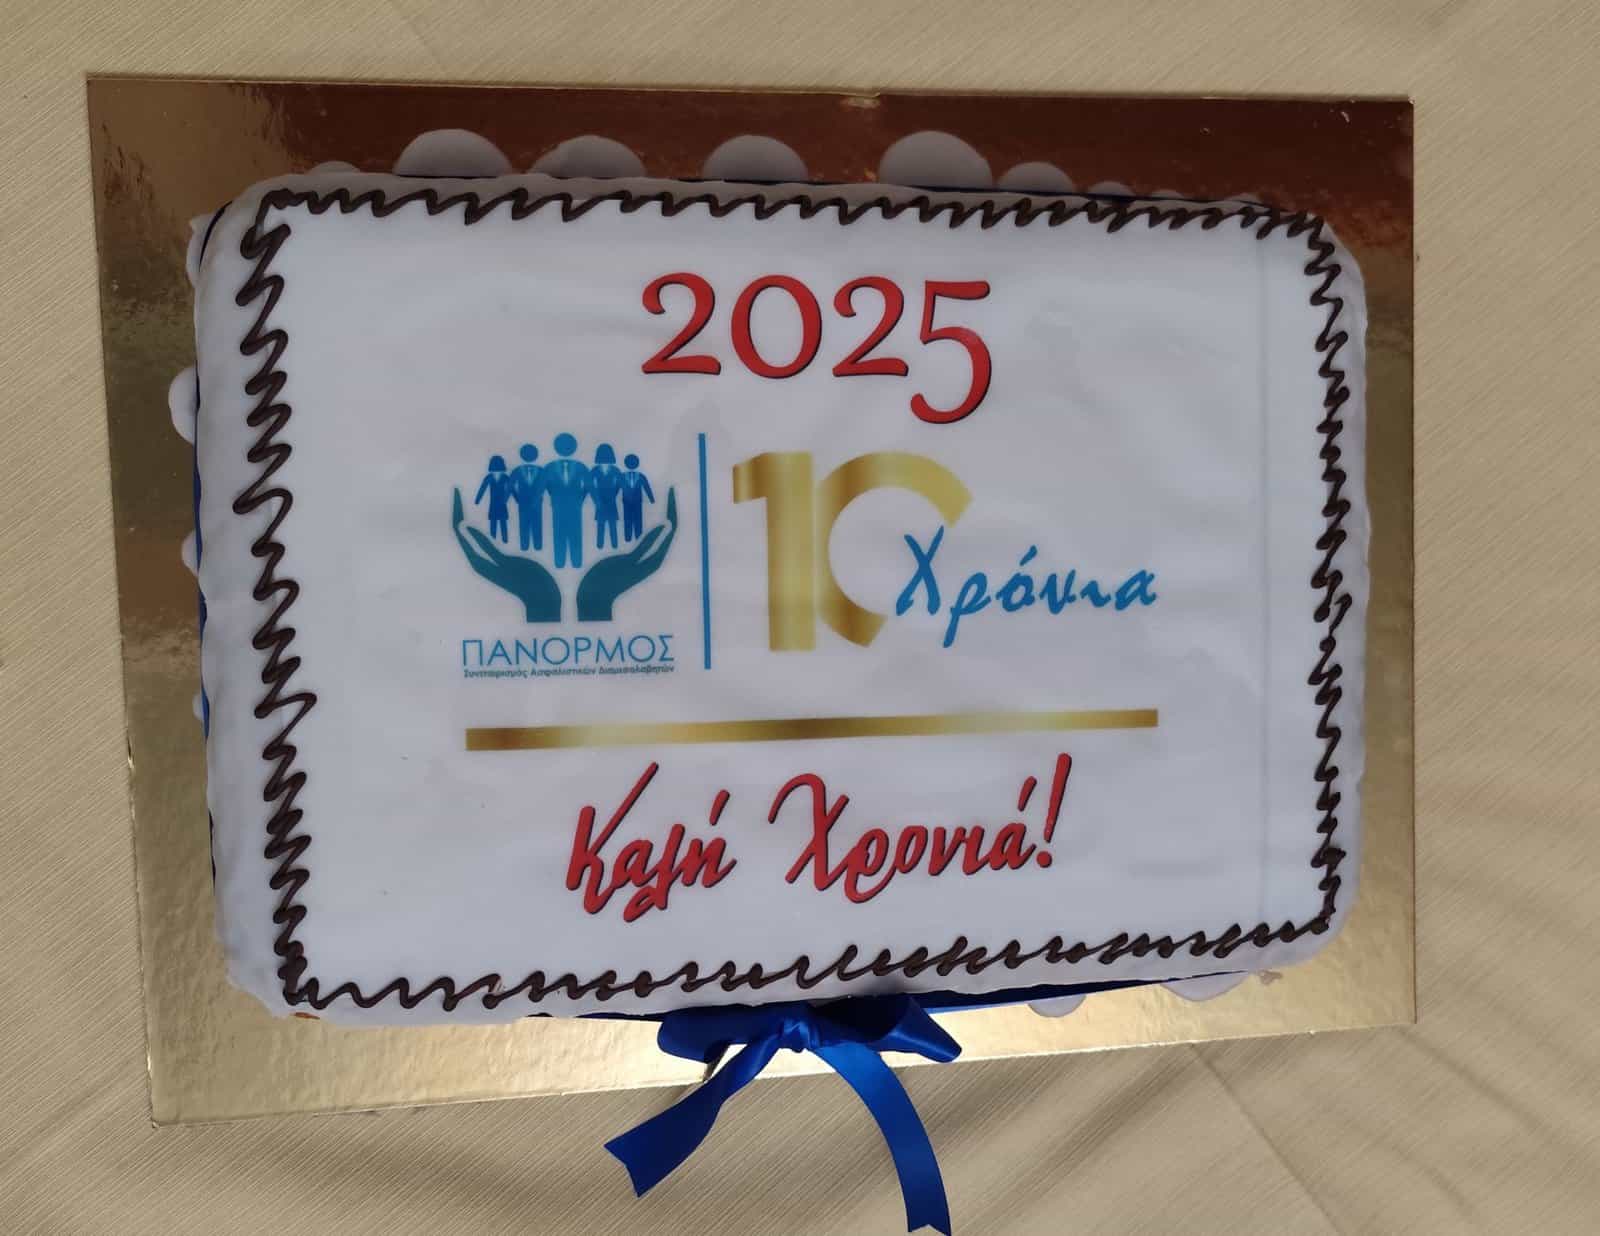 2025
10 Χρόνια
ΠΑΝΟΡΜΟΣ
Συνεταιρισμός Ασφαλιστικών Διαμεσολαβητών
Καλή Χρονιά!